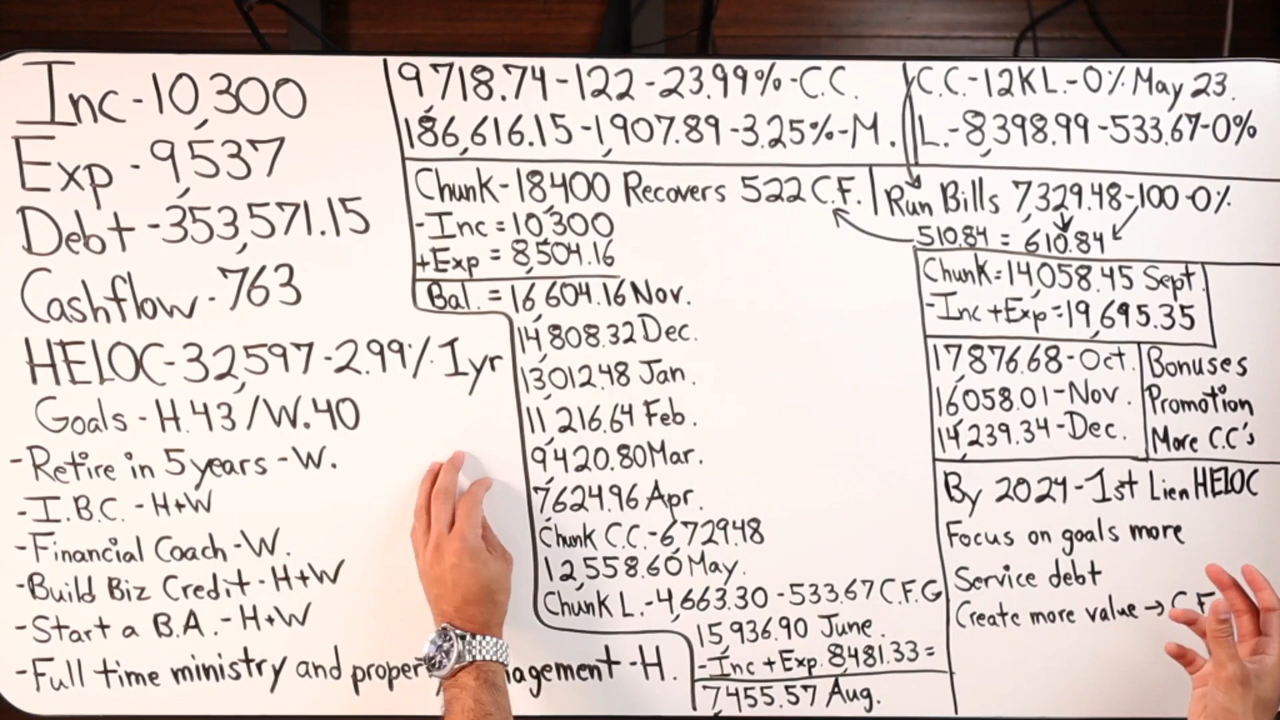 Inc-10,300
Exp-9,537
Debt-353,571.15
Cashflow-763
HELOC-32,597-2.99% 1yr
Goals-H.43/W.40
-Retire in 5 years-W.
-I.B.C.-H+W
-Financial Coach-W.
-Build Biz Credit-H+W
-Start a B.A.-H+W
-Full time ministry and -H.
9,718.74-122-23.99%-C.C.
186,616.15-1,907.89-3.25%-M.
Chunk-18,400 Recovers 522 C.F.
-Inc=10,300
+Exp=8,504.16
Bal.=16,604.16 Nov.
14,808.32 Dec.
13,012.48 Jan.
11,216.64 Feb.
9,420.80 Mar.
7,624.96 Apr.
Chunk C.C.-6,729.48
12,558.60 May.
Chunk L.-4,663.30-533.67 C.F.G
15,936.90 June.
-Inc+Exp. 8,481.33=
7,455.57 Aug.
C.C.-12K L.-0% May 23.
L.-8,398.99-533.67-0%
Run Bills 7,329.48-100-0%
510.84=610.84
Chunk=14,058.45 Sept.
-Inc+Exp=19,695.35
17,876.68-Oct.
16,058.01-Nov.
14,239.34-Dec.
Bonuses
Promotion
More C.C's
By 2024-1st Lien HELOC
Focus on goals more
Service debt
Create more value→C.F